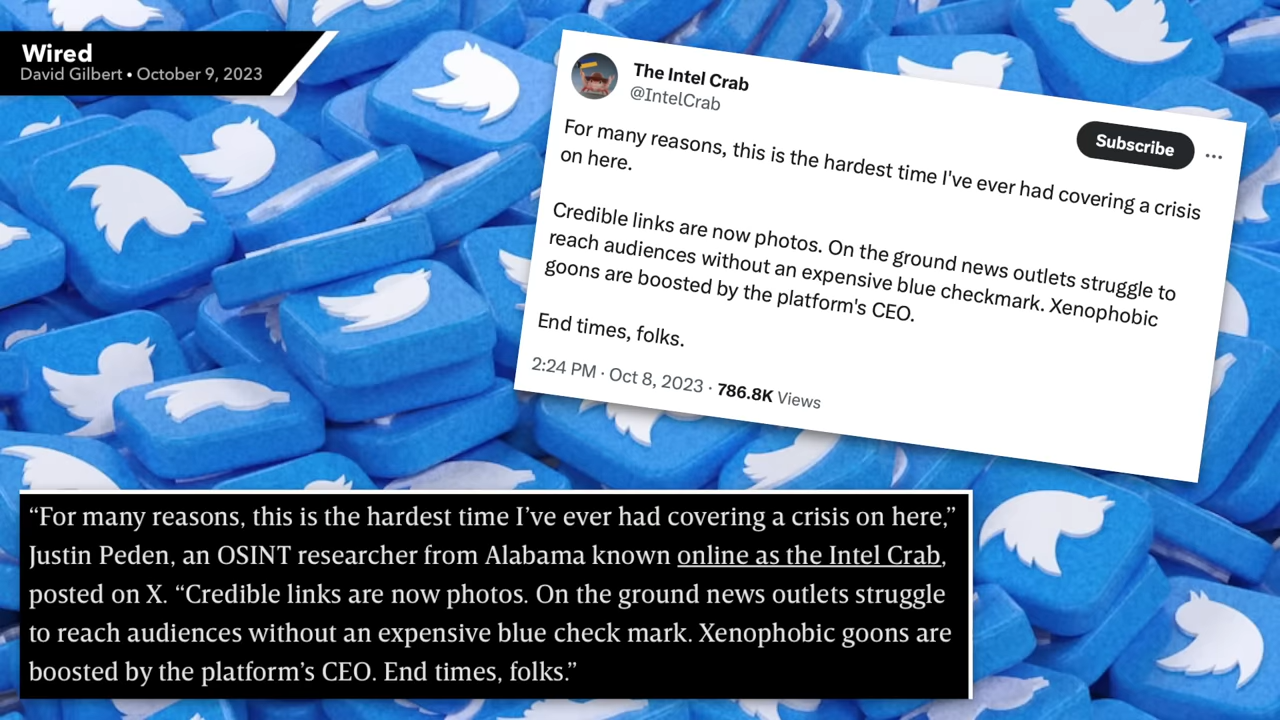 Wired
David Gilbert • October 9, 2023
The Intel Crab
@IntelCrab
Subscribe
...
For many reasons, this is the hardest time I've ever had covering a crisis
on here.
Credible links are now photos. On the ground news outlets struggle to
reach audiences without an expensive blue checkmark. Xenophobic
goons are boosted by the platform's CEO.
End times, folks.
2:24 PM · Oct 8, 2023 · 786.8K Views
“For many reasons, this is the hardest time I’ve ever had covering a crisis on here,”
Justin Peden, an OSINT researcher from Alabama known online as the Intel Crab,
posted on X. “Credible links are now photos. On the ground news outlets struggle
to reach audiences without an expensive blue check mark. Xenophobic goons are
boosted by the platform’s CEO. End times, folks.”